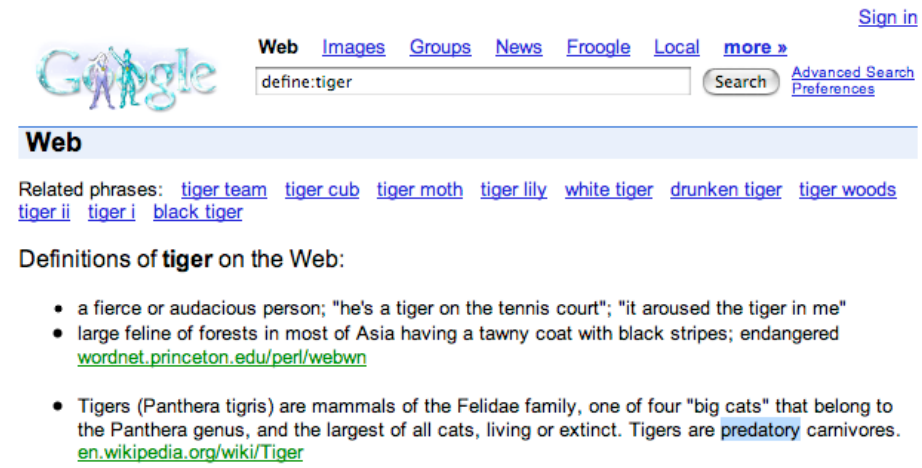 Sign in
Google
Web Images Groups News Froogle Local more »
define:tiger Search Advanced Search
Preferences
Web
Related phrases: tiger team tiger cub tiger moth tiger lily white tiger drunken tiger tiger woods
tiger ii tiger i black tiger
Definitions of tiger on the Web:
• a fierce or audacious person; "he's a tiger on the tennis court"; "it aroused the tiger in me"
• large feline of forests in most of Asia having a tawny coat with black stripes; endangered
wordnet.princeton.edu/perl/webwn
• Tigers (Panthera tigris) are mammals of the Felidae family, one of four "big cats" that belong to
the Panthera genus, and the largest of all cats, living or extinct. Tigers are predatory carnivores.
en.wikipedia.org/wiki/Tiger